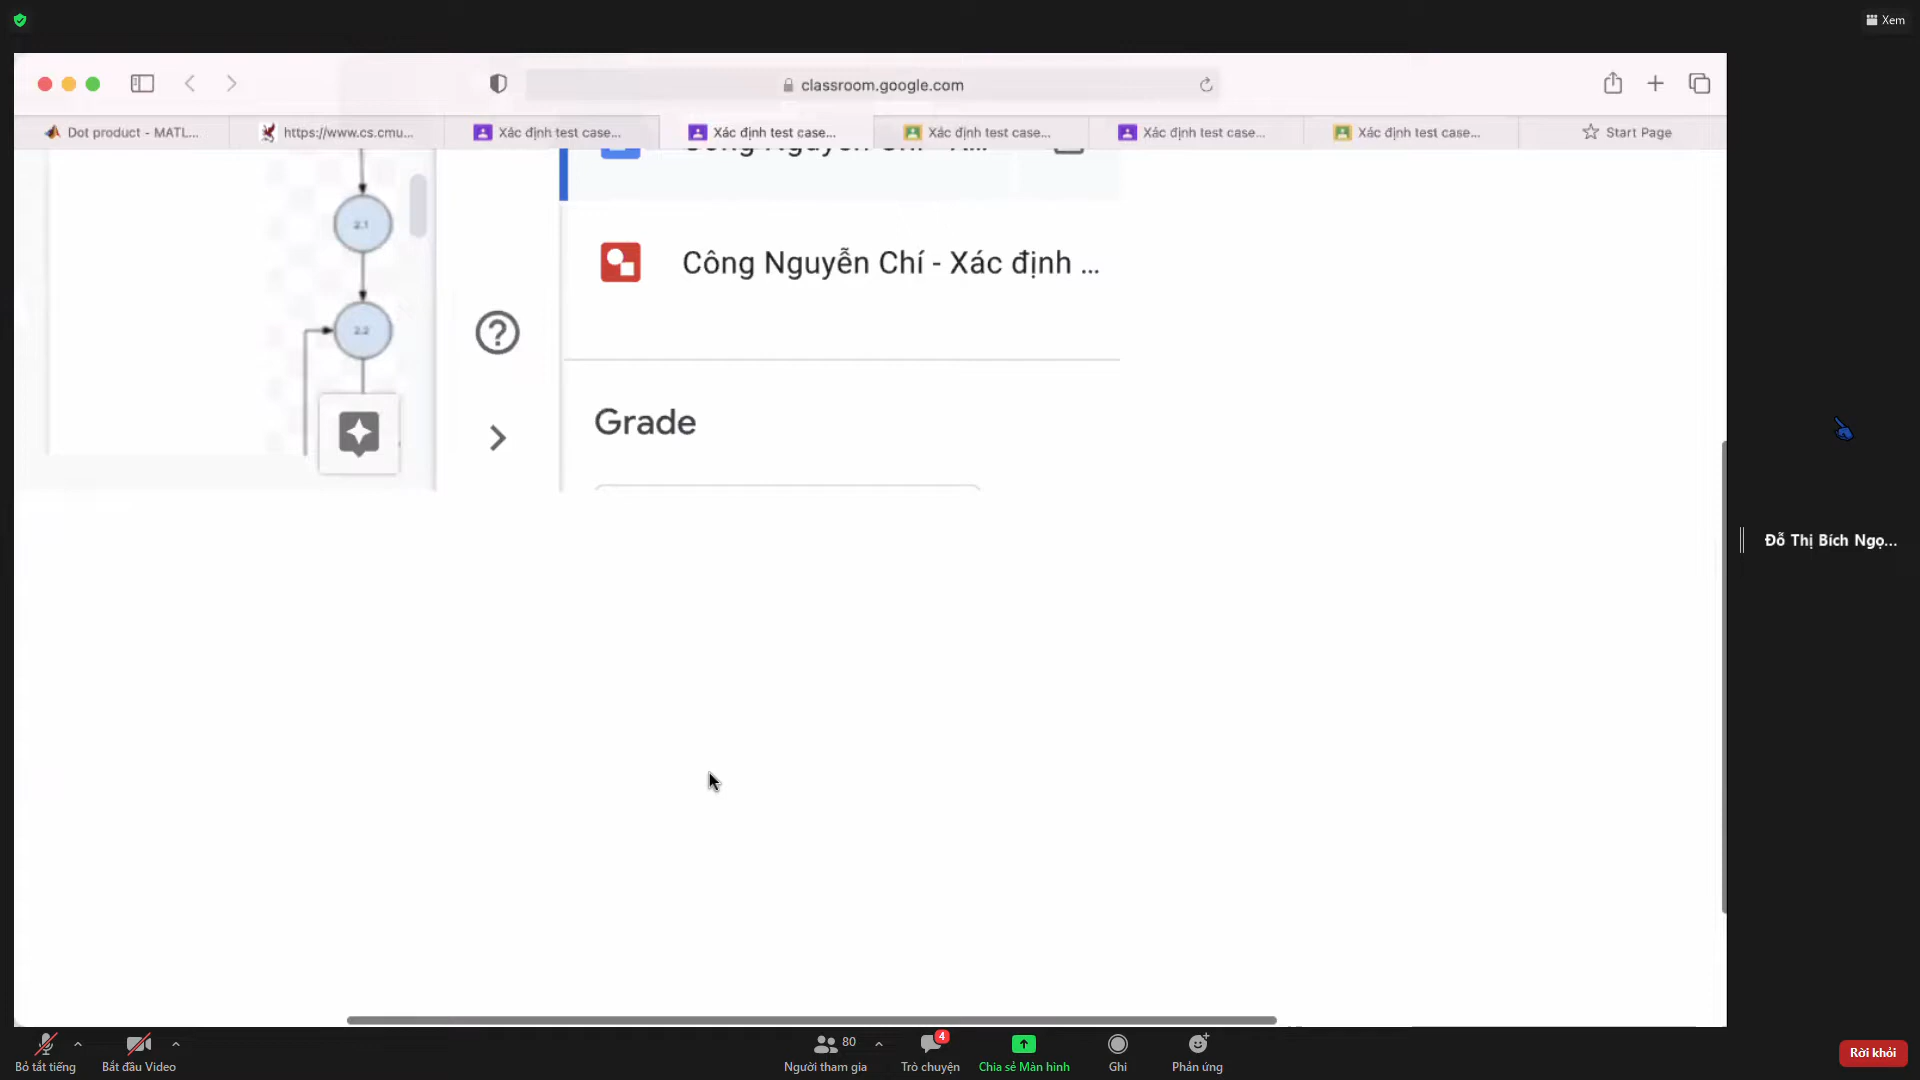 Xem
classroom.google.com
Dot product - MATL...
https://www.cs.cmu...
Xác định test case...
Xác định test case...
Xác định test case...
Xác định test case...
Xác định test case...
Start Page
2.1
Công Nguyễn Chí - Xác định ...
2.2
Grade
Đỗ Thị Bích Ngọ...
4
80
Bỏ tắt tiếng
Bắt đầu Video
Người tham gia
Trò chuyện
Chia sẻ Màn hình
Ghi
Phản ứng
Rời khỏi